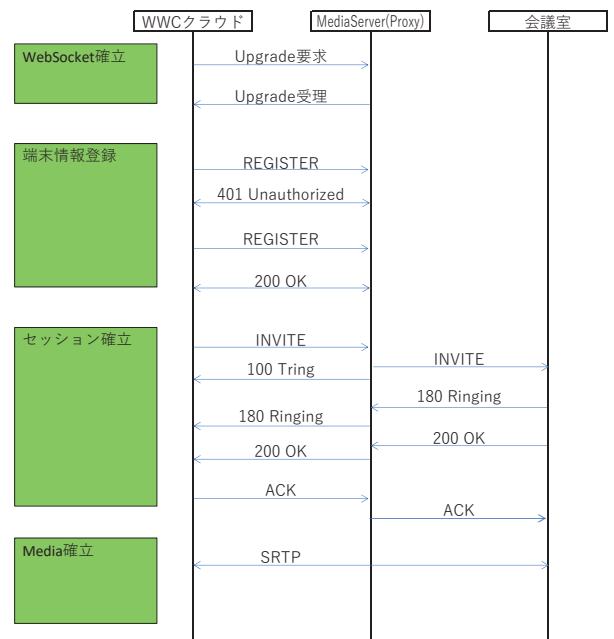 WWCクラウド
MediaServer(Proxy)
会議室
WebSocket確立
Upgrade要求
Upgrade受理
端末情報登録
REGISTER
401 Unauthorized
REGISTER
200 OK
セッション確立
INVITE
INVITE
100 Tring
180 Ringing
180 Ringing
200 OK
200 OK
ACK
ACK
Media確立
SRTP